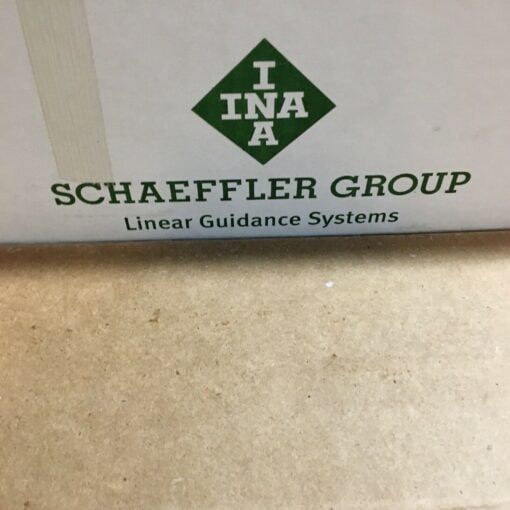 INA
SCHAEFFLER GROUP
Linear Guidance Systems